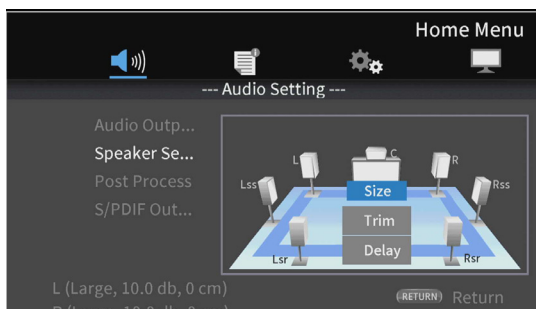 Home Menu
--- Audio Setting ---
Audio Outp...
Speaker Se...
Post Process
S/PDIF Out...
L
C
R
Lss
Rss
Size
Trim
Delay
Lsr
Rsr
L (Large, 10.0 db, 0 cm)
RETURN Return